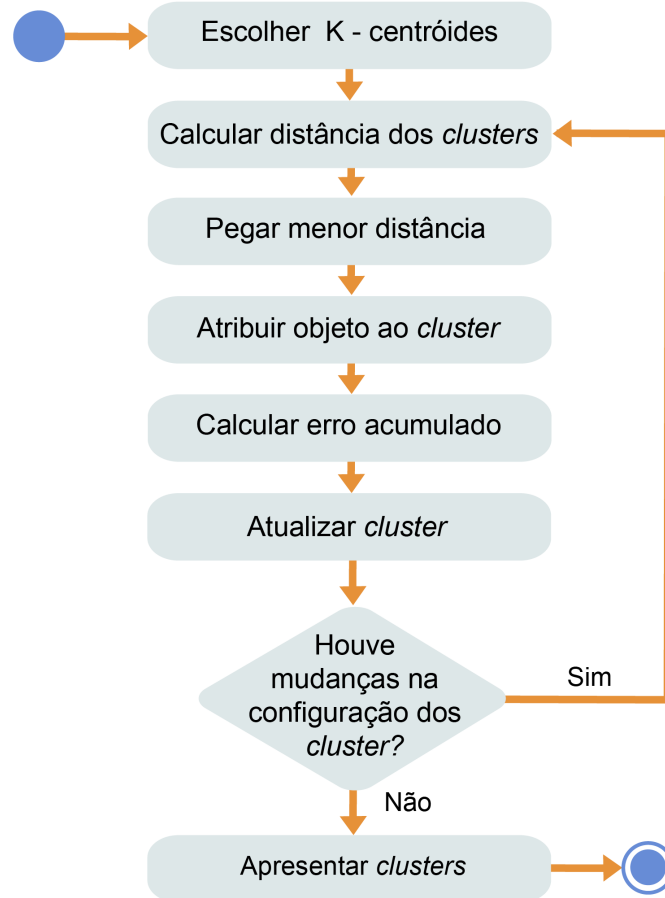 Escolher K - centróides
Calcular distância dos clusters
Pegar menor distância
Atribuir objeto ao cluster
Calcular erro acumulado
Atualizar cluster
Houve
mudanças na
configuração dos
cluster?
Sim
Não
Apresentar clusters